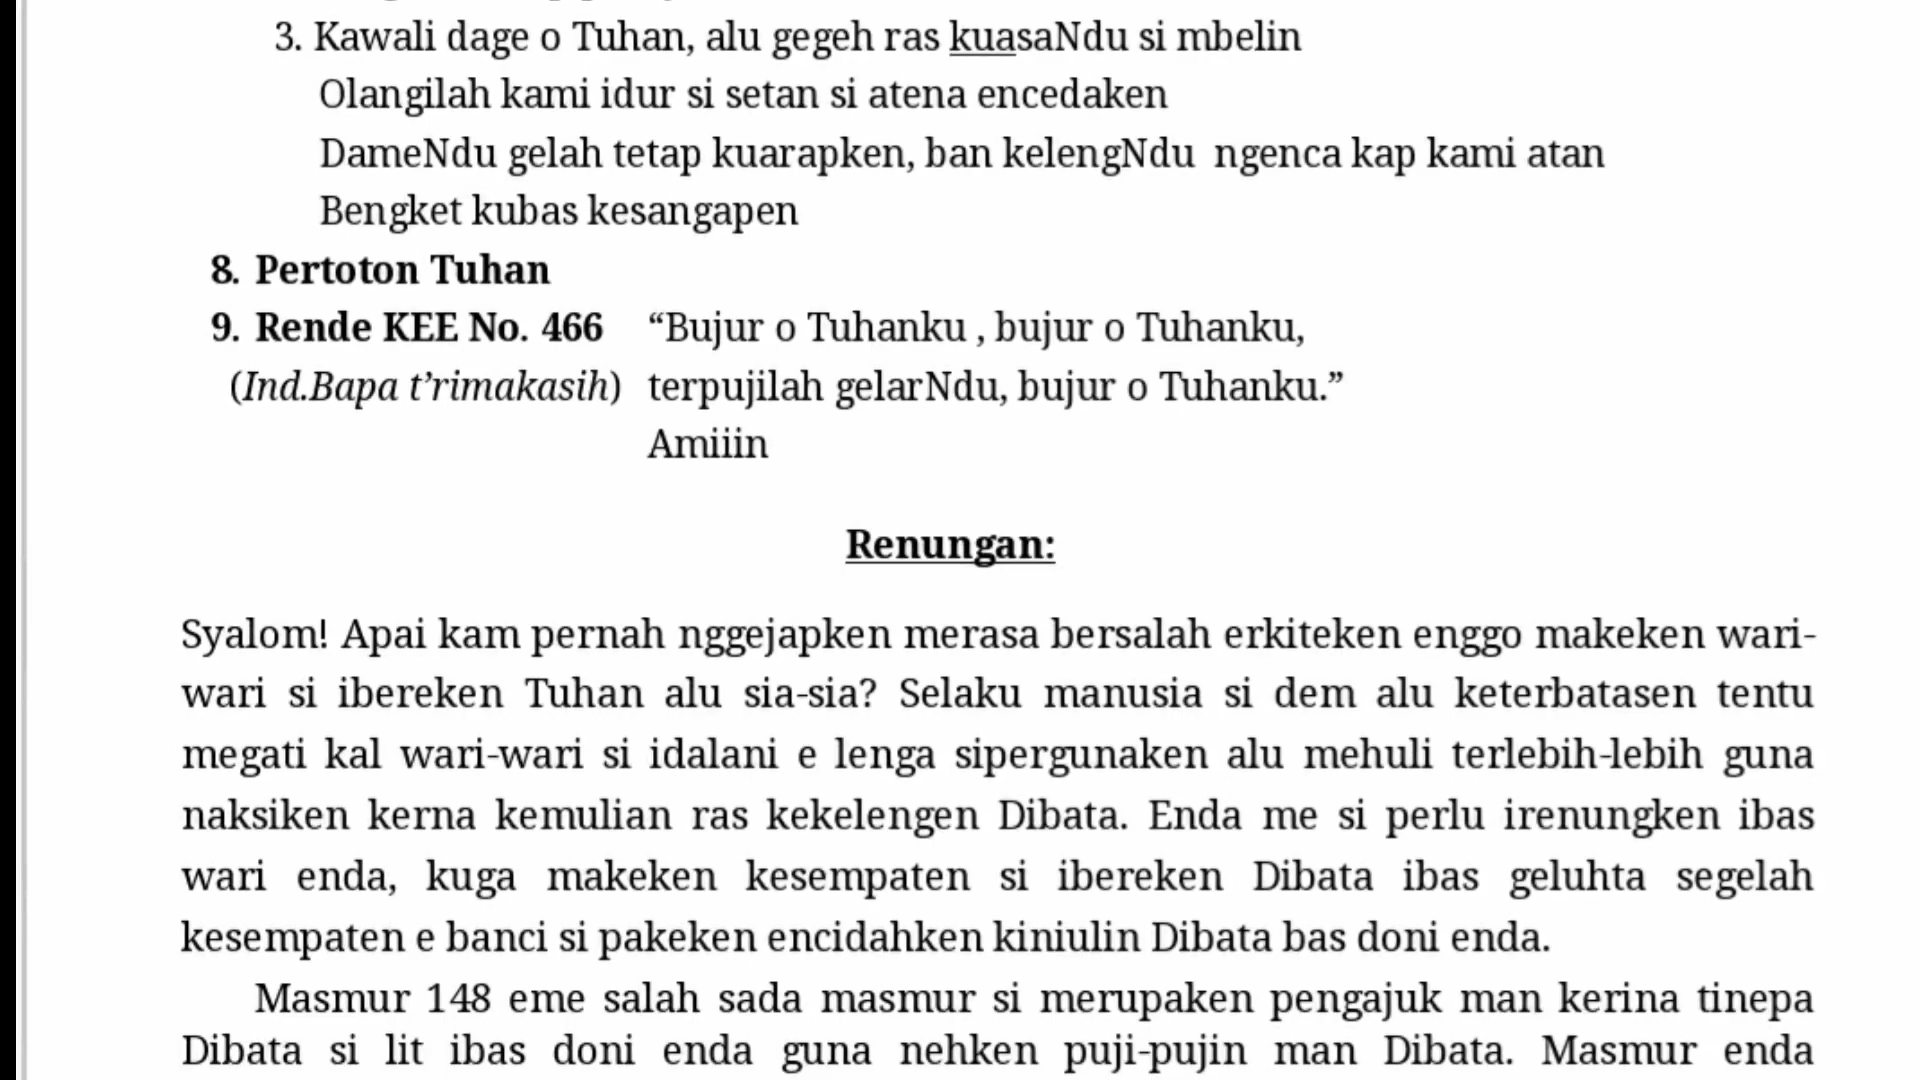 3. Kawali dage o Tuhan, alu gegeh ras kuasaNdu si mbelin
Olangilah kami idur si setan si atena encedaken
DameNdu gelah tetap kuarapken, ban kelengNdu ngenca kap kami atan
Bengket kubas kesangapen
8. Pertoton Tuhan
9. Rende KEE No. 466 “Bujur o Tuhanku , bujur o Tuhanku,
(Ind.Bapa t’rimakasih) terpujilah gelarNdu, bujur o Tuhanku.”
Amiiin
Renungan:
Syalom! Apai kam pernah nggejapken merasa bersalah erkiteken enggo makeken wari-
wari si ibereken Tuhan alu sia-sia? Selaku manusia si dem alu keterbatasen tentu
megati kal wari-wari si idalani e lenga sipergunaken alu mehuli terlebih-lebih guna
naksiken kerna kemulian ras kekelengen Dibata. Enda me si perlu irenungken ibas
wari enda, kuga makeken kesempaten si ibereken Dibata ibas geluhta segelah
kesempaten e banci si pakeken encidahken kiniulin Dibata bas doni enda.
Masmur 148 eme salah sada masmur si merupaken pengajuk man kerina tinepa
Dibata si lit ibas doni enda guna nehken puji-pujin man Dibata. Masmur enda